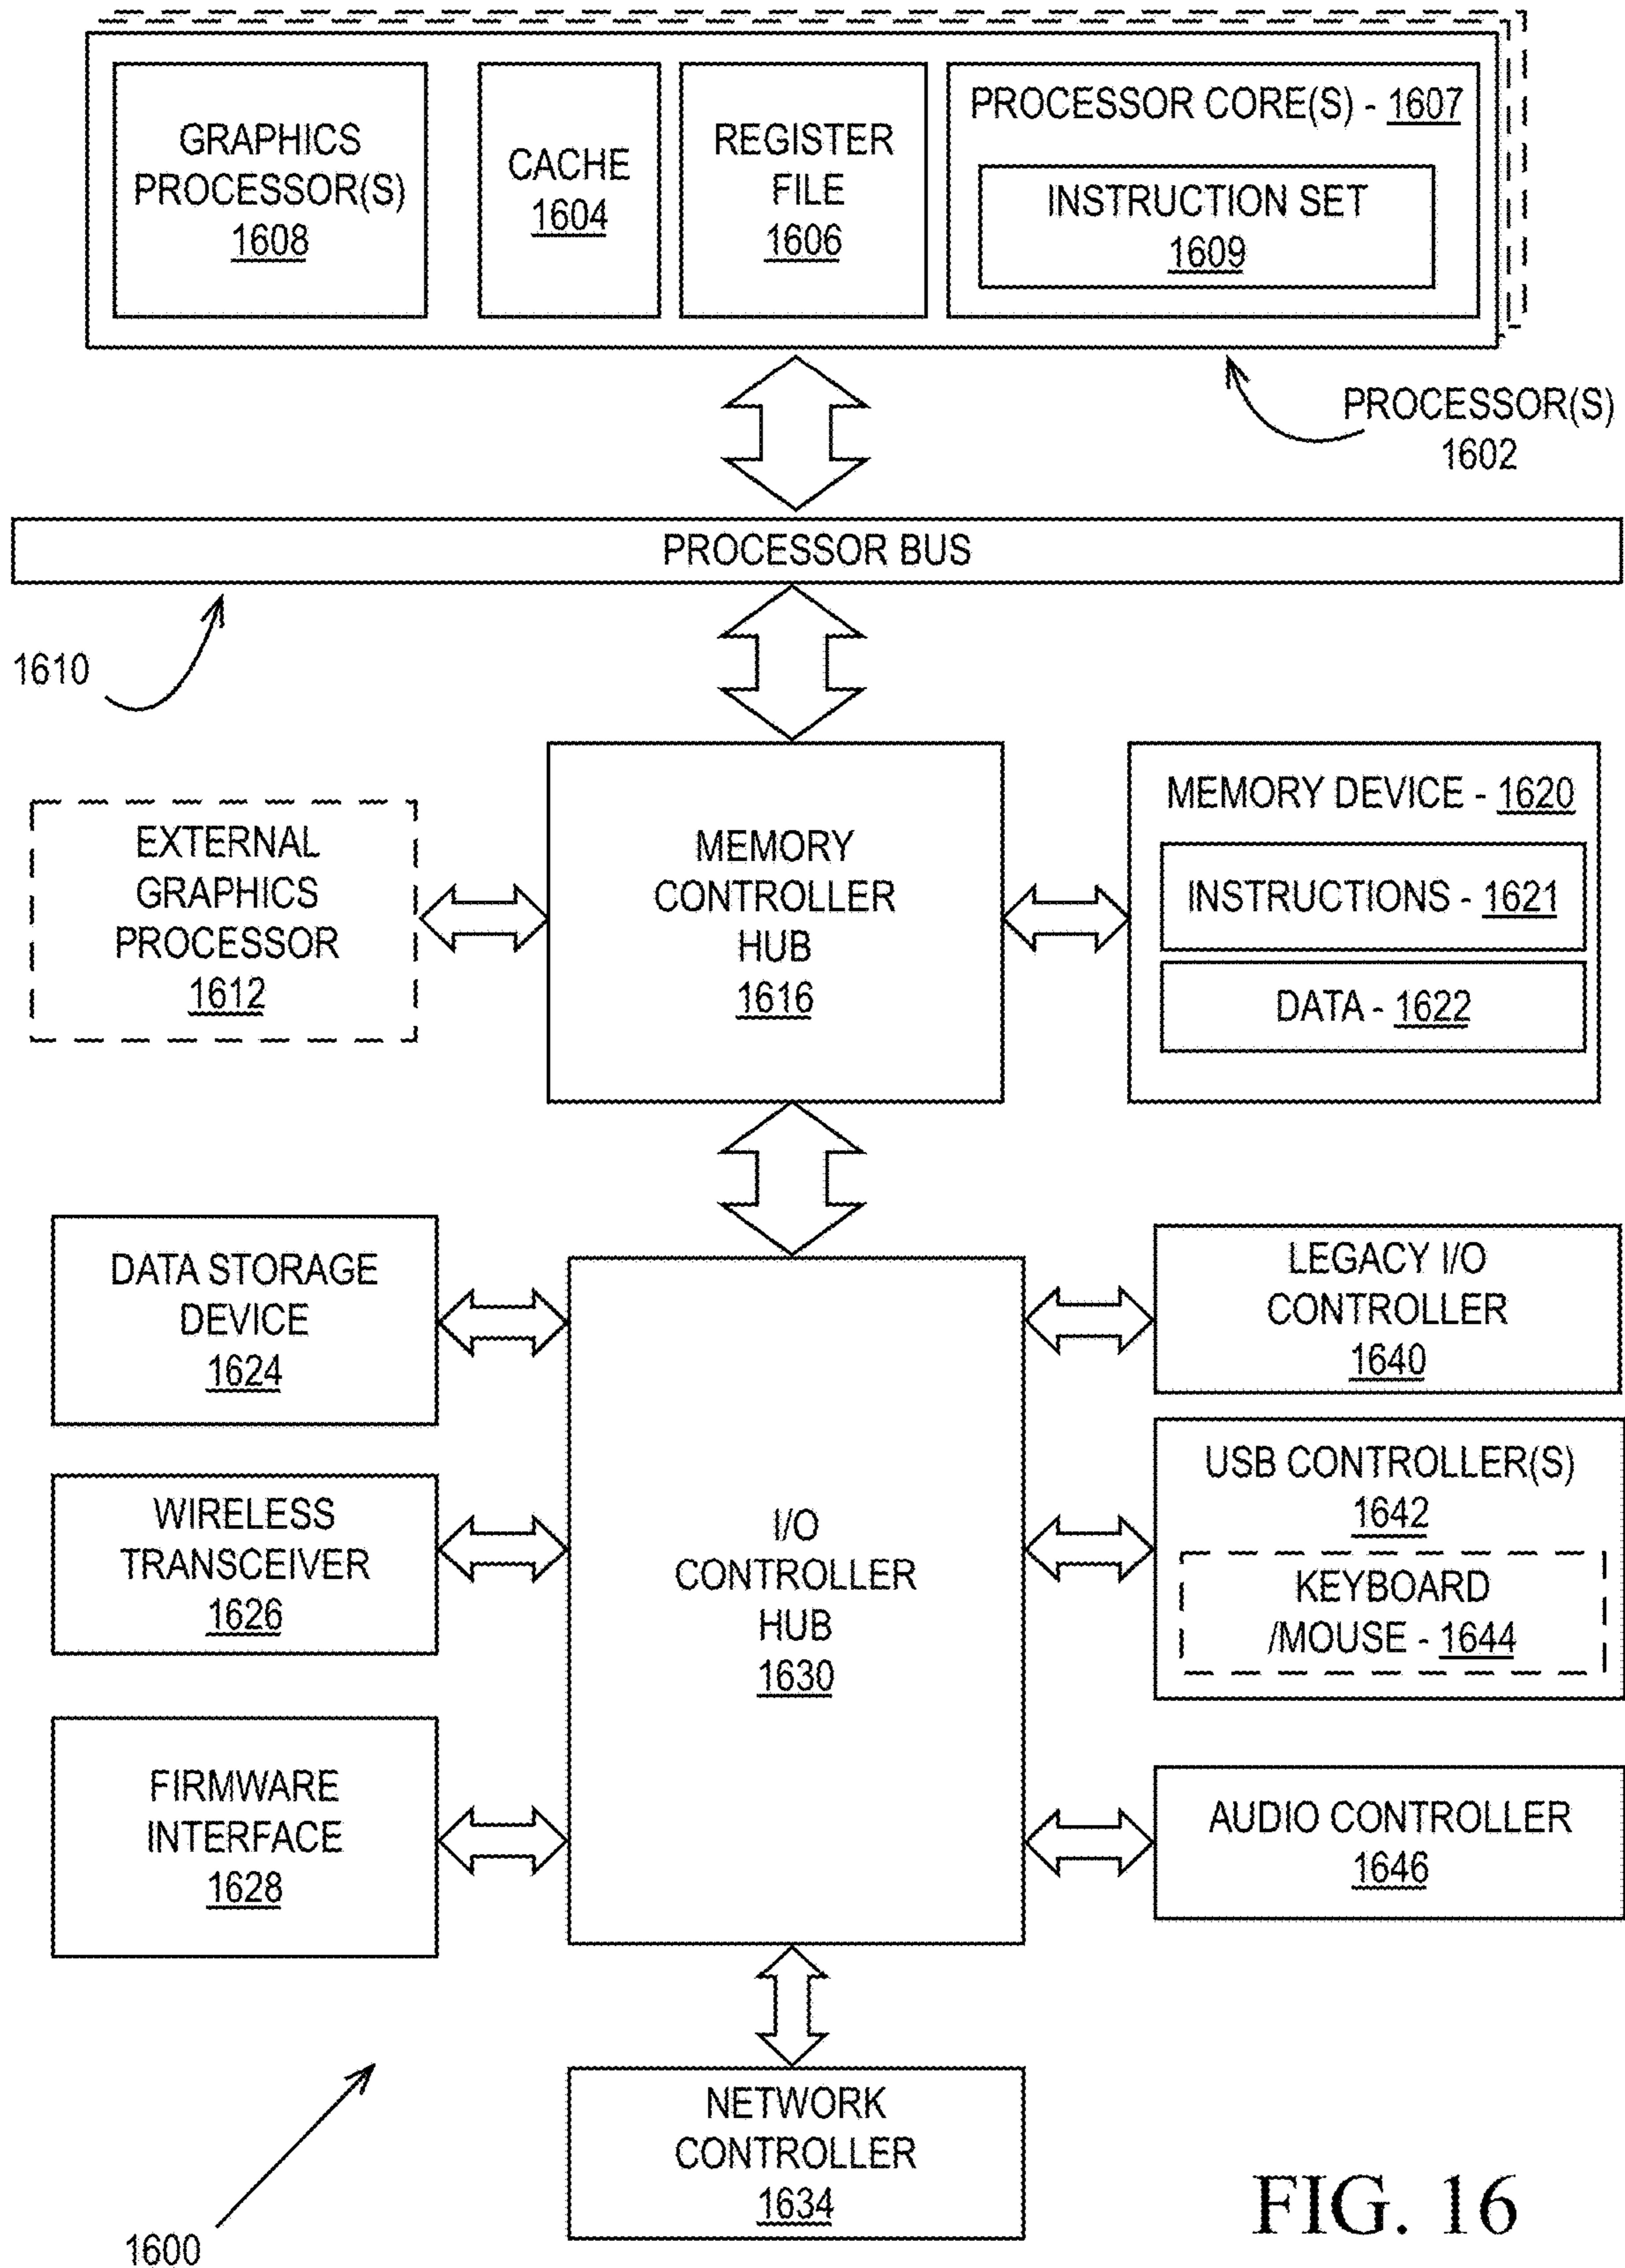 GRAPHICS
PROCESSOR(S)
1608
CACHE
1604
REGISTER
FILE
1606
PROCESSOR CORE(S) - 1607
INSTRUCTION SET
1609
PROCESSOR(S)
1602
PROCESSOR BUS
1610
EXTERNAL
GRAPHICS
PROCESSOR
1612
MEMORY
CONTROLLER
HUB
1616
MEMORY DEVICE - 1620
INSTRUCTIONS - 1621
DATA - 1622
DATA STORAGE
DEVICE
1624
WIRELESS
TRANSCEIVER
1626
FIRMWARE
INTERFACE
1628
I/O
CONTROLLER
HUB
1630
LEGACY I/O
CONTROLLER
1640
USB CONTROLLER(S)
1642
KEYBOARD
/MOUSE - 1644
AUDIO CONTROLLER
1646
NETWORK
CONTROLLER
1634
1600
FIG. 16